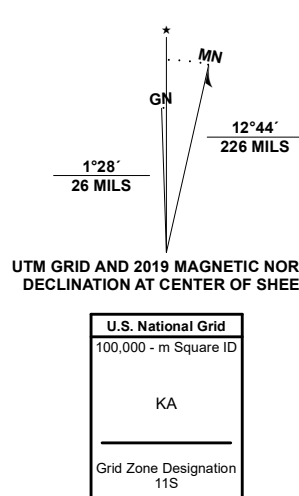 ★
MN
GN
12°44´
226 MILS
1°28´
26 MILS
UTM GRID AND 2019 MAGNETIC NOR
DECLINATION AT CENTER OF SHEE
U.S. National Grid
100,000 - m Square ID
KA
Grid Zone Designation
11S